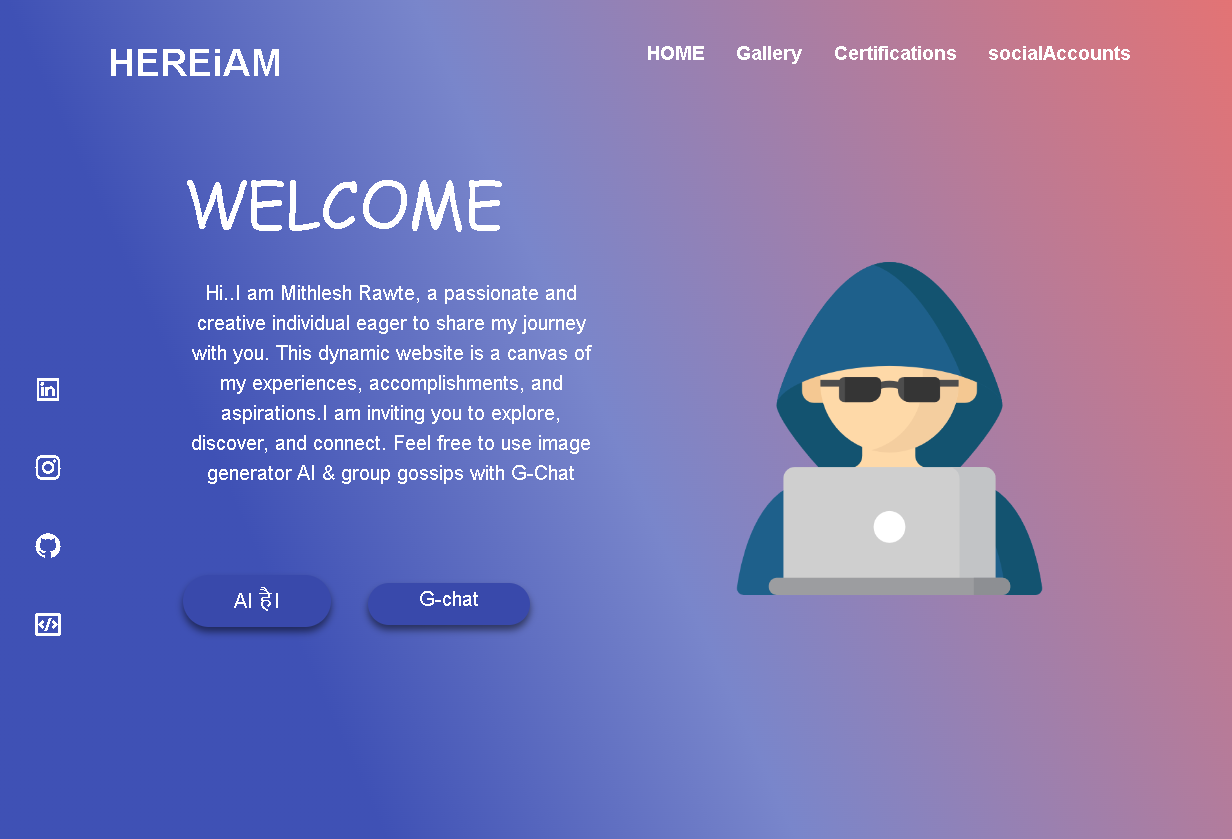 HEREiAM
HOME Gallery Certifications socialAccounts
WELCOME
Hi..I am Mithlesh Rawte, a passionate and
creative individual eager to share my journey
with you. This dynamic website is a canvas of
my experiences, accomplishments, and
aspirations.I am inviting you to explore,
discover, and connect. Feel free to use image
generator AI & group gossips with G-Chat
AI है।
G-chat
in